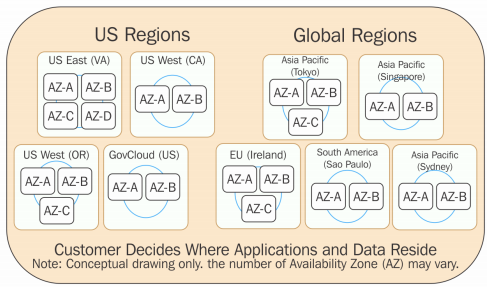 US Regions
Global Regions
US East (VA)
AZ-A
AZ-B
AZ-C
AZ-D
US West (CA)
AZ-A
AZ-B
Asia Pacific
(Tokyo)
AZ-A
AZ-B
AZ-C
Asia Pacific
(Singapore)
AZ-A
AZ-B
US West (OR)
AZ-A
AZ-B
AZ-C
GovCloud (US)
AZ-A
AZ-B
EU (Ireland)
AZ-A
AZ-B
AZ-C
South America
(Sao Paulo)
AZ-A
AZ-B
Asia Pacific
(Sydney)
AZ-A
AZ-B
Customer Decides Where Applications and Data Reside
Note: Conceptual drawing only. the number of Availability Zone (AZ) may vary.